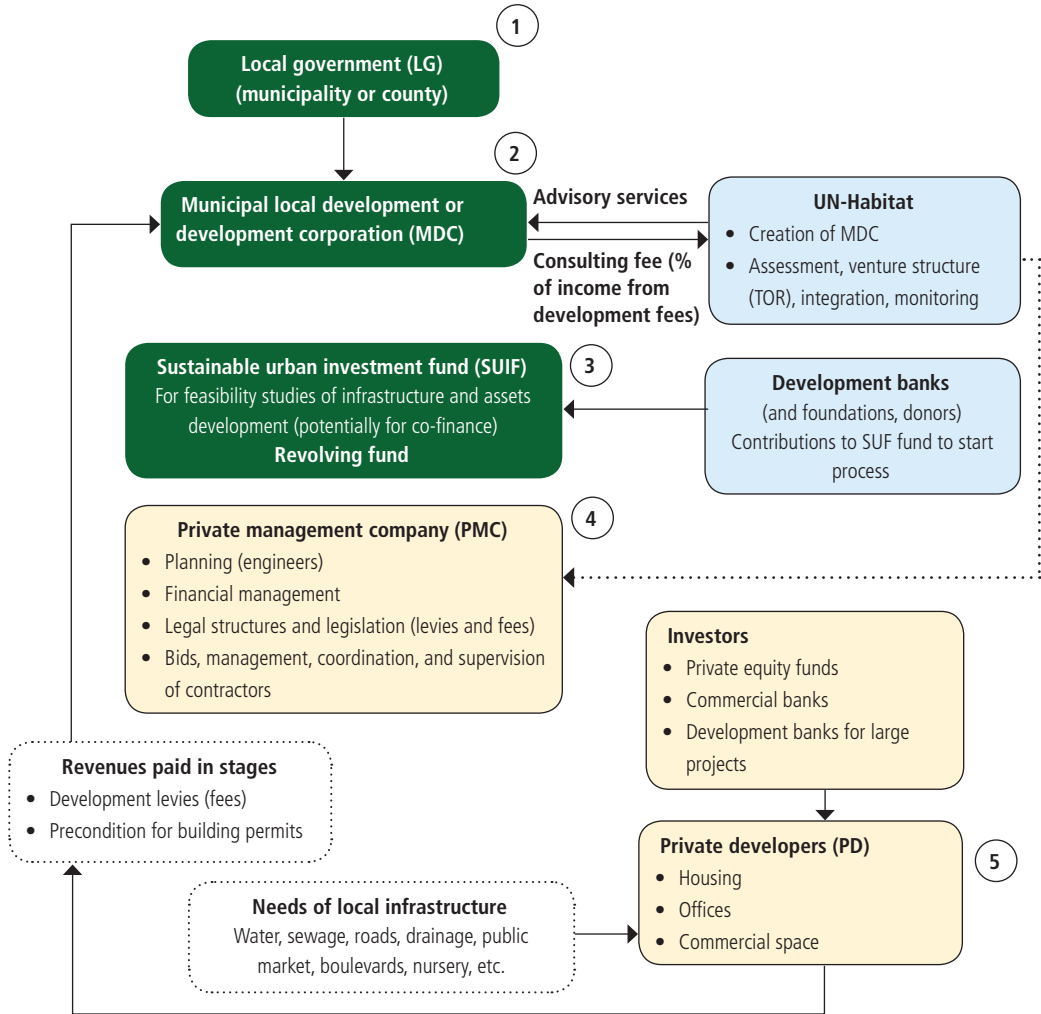 1
Local government (LG)
(municipality or county)
2
Municipal local development or
development corporation (MDC)
Advisory services
Consulting fee (%
of income from
development fees)
UN-Habitat
• Creation of MDC
• Assessment, venture structure
(TOR), integration, monitoring
3
Sustainable urban investment fund (SUIF)
For feasibility studies of infrastructure and assets
development (potentially for co-finance)
Revolving fund
Development banks
(and foundations, donors)
Contributions to SUF fund to start
process
4
Private management company (PMC)
• Planning (engineers)
• Financial management
• Legal structures and legislation (levies and fees)
• Bids, management, coordination, and supervision
of contractors
Investors
• Private equity funds
• Commercial banks
• Development banks for large
projects
Revenues paid in stages
• Development levies (fees)
• Precondition for building permits
5
Private developers (PD)
• Housing
• Offices
• Commercial space
Needs of local infrastructure
Water, sewage, roads, drainage, public
market, boulevards, nursery, etc.